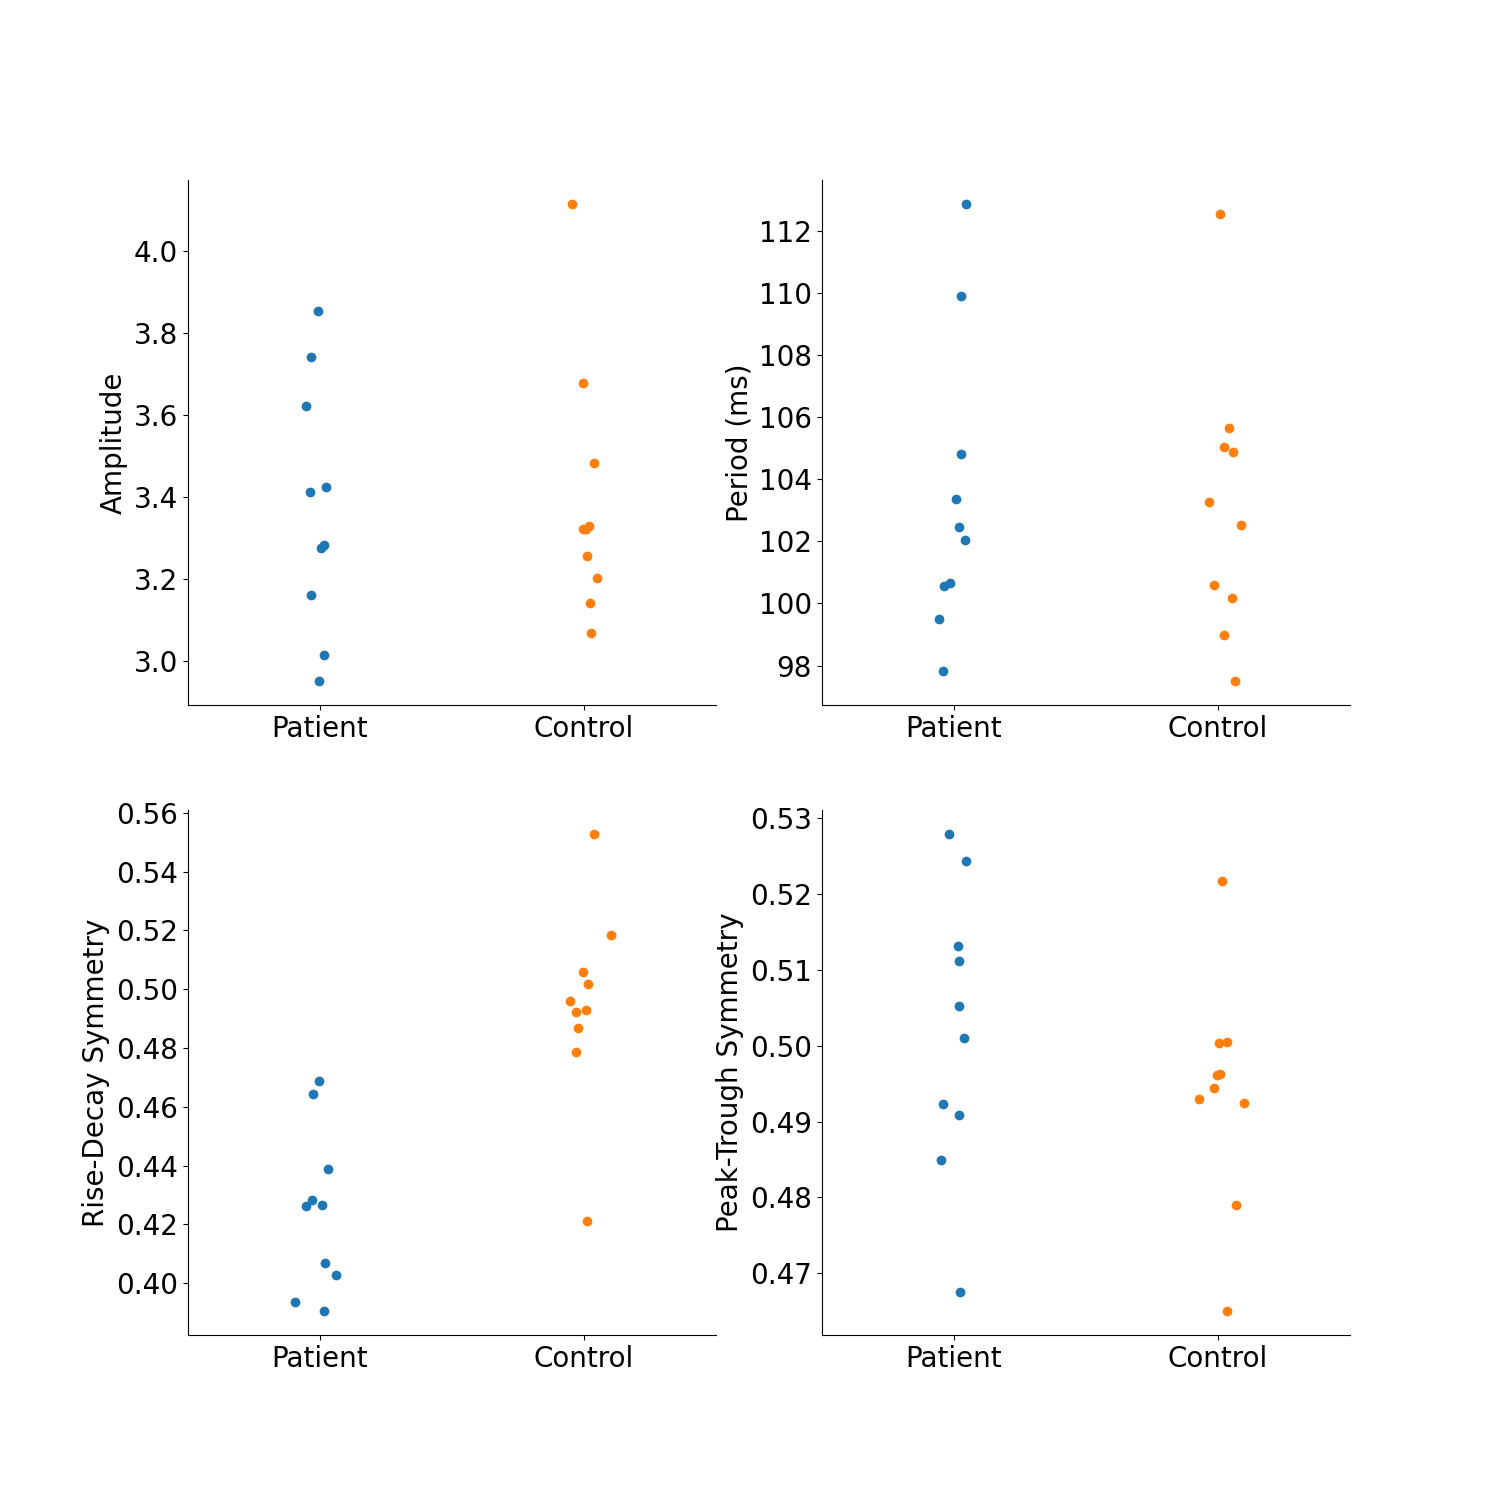 Amplitude
4.0
3.8
3.6
3.4
3.2
3.0
Patient
Control
Period (ms)
112
110
108
106
104
102
100
98
Patient
Control
Rise-Decay Symmetry
0.56
0.54
0.52
0.50
0.48
0.46
0.44
0.42
0.40
Patient
Control
Peak-Trough Symmetry
0.53
0.52
0.51
0.50
0.49
0.48
0.47
Patient
Control